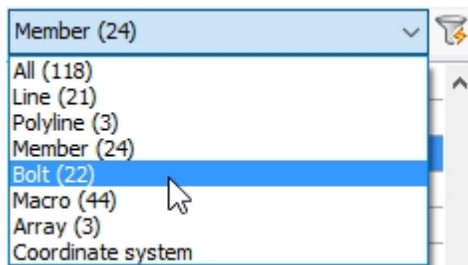 Member (24)
All (118)
Line (21)
Polyline (3)
Member (24)
Bolt (22)
Macro (44)
Array (3)
Coordinate system